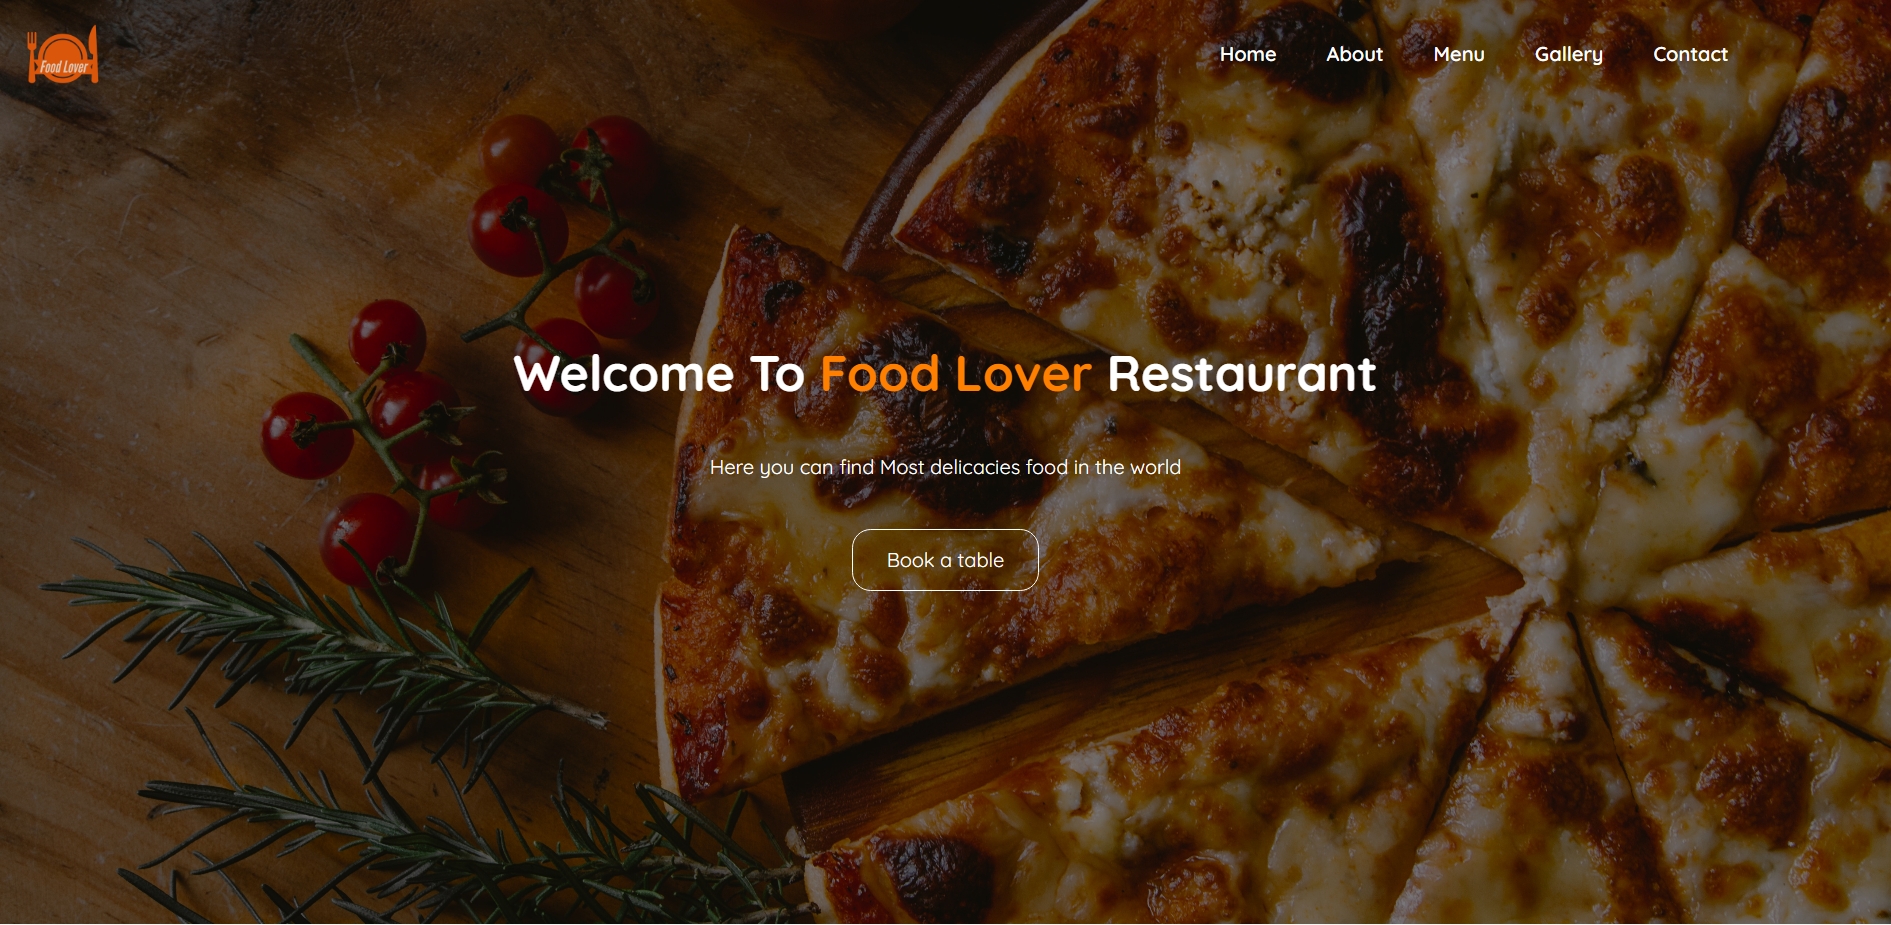 Food Lover
Home About Menu Gallery Contact
Welcome To Food Lover Restaurant
Here you can find Most delicacies food in the world
Book a table